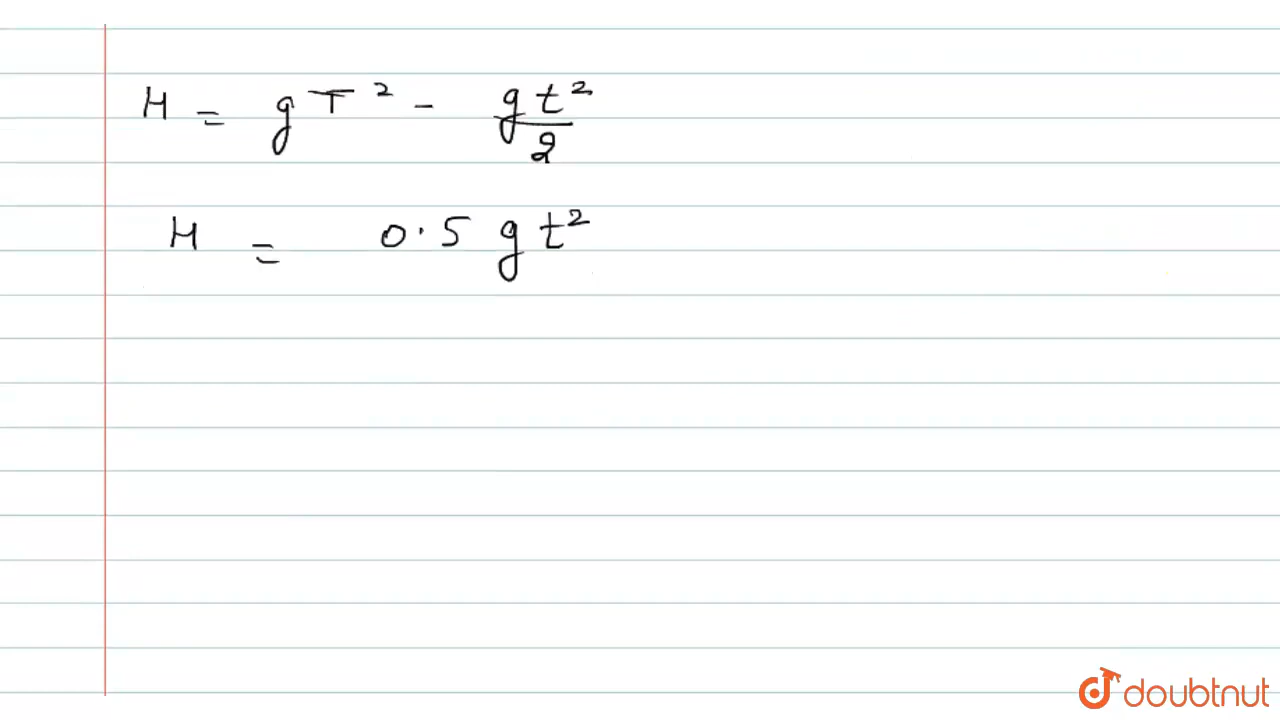 H = gT² - gt²/2
H = 0.5 gt²
doubtnut